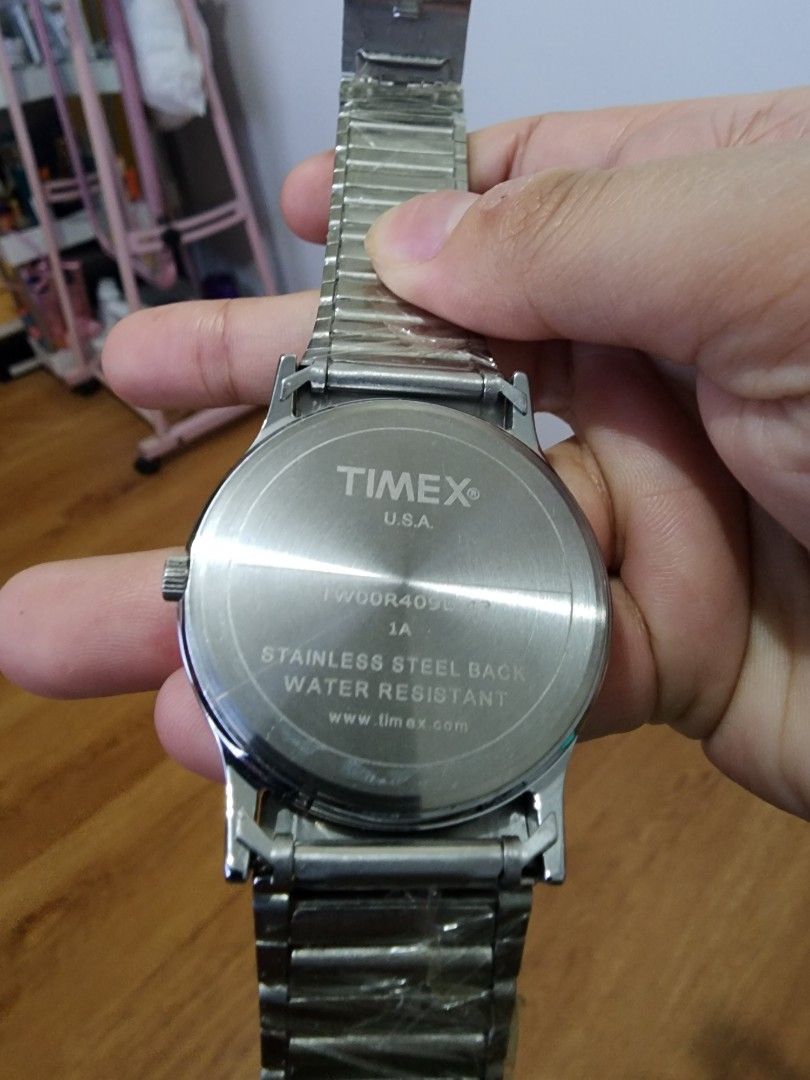 TIMEX®
U.S.A.
1A
STAINLESS STEEL BACK
WATER RESISTANT
www.timex.com